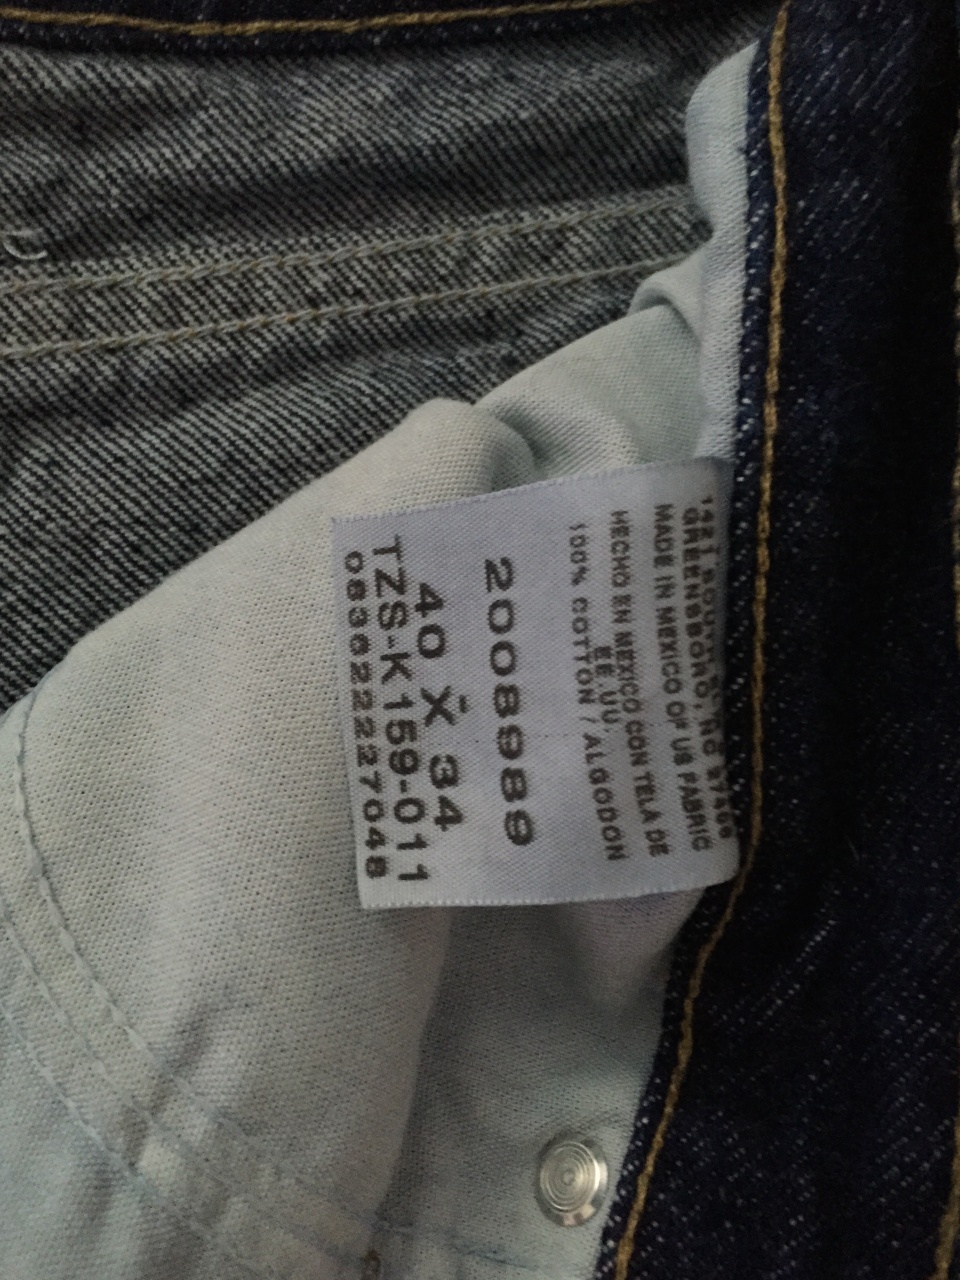 GREENSBORO, NC 27455
MADE IN MEXICO OF US FABRIC
HECHO EN MEXICO CON TELA DE
EE. UU.
100% COTTON / ALGODON
2008989
40 X 34
TZS-K159-011
083622227048